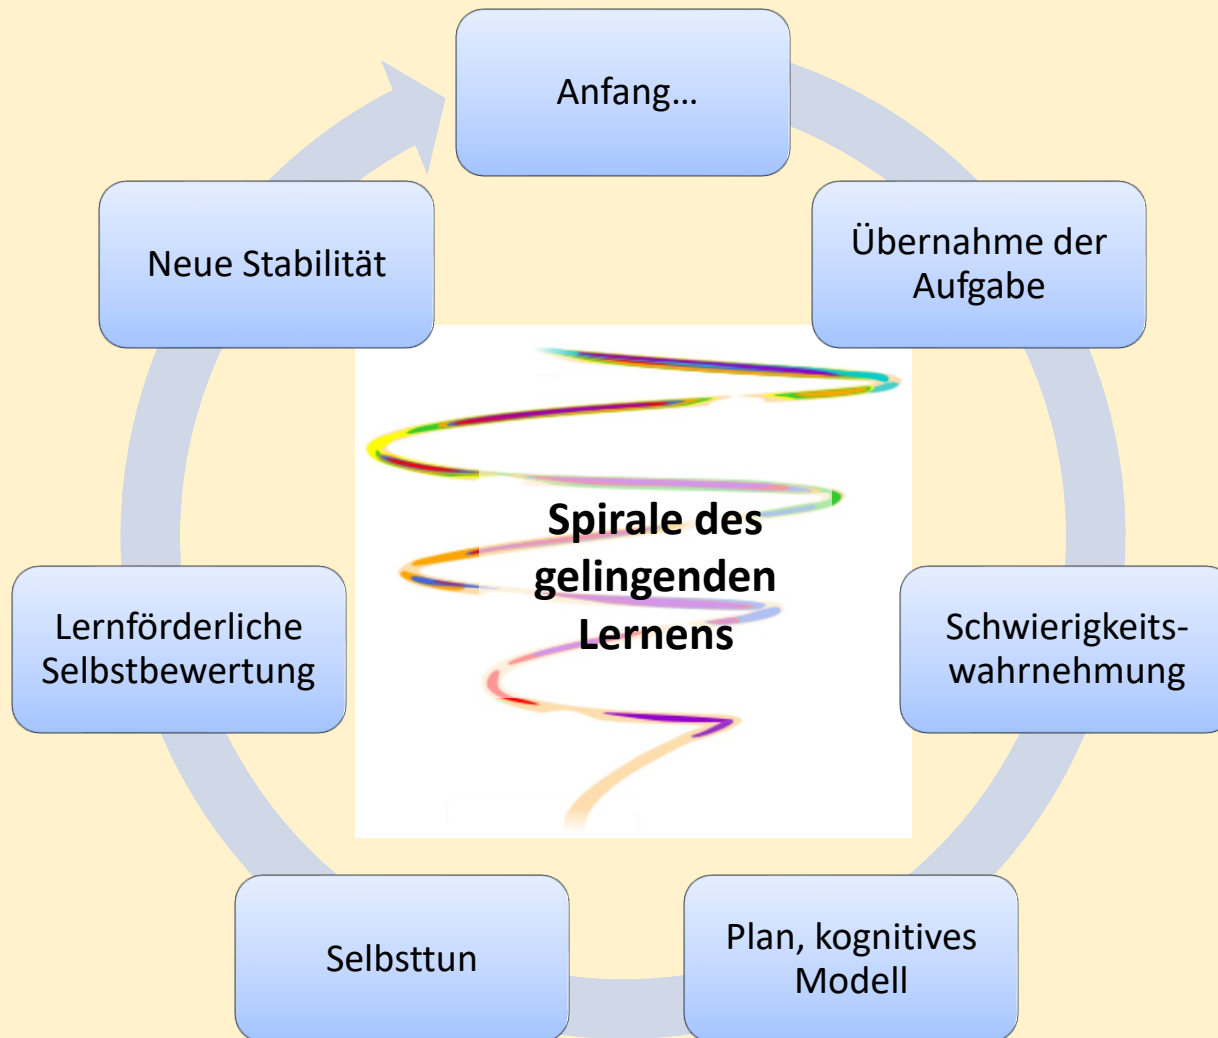 Anfang...
Übernahme der
Aufgabe
Schwierigkeits-
wahrnehmung
Plan, kognitives
Modell
Selbsttun
Lernförderliche
Selbstbewertung
Neue Stabilität
Spirale des
gelingenden
Lernens